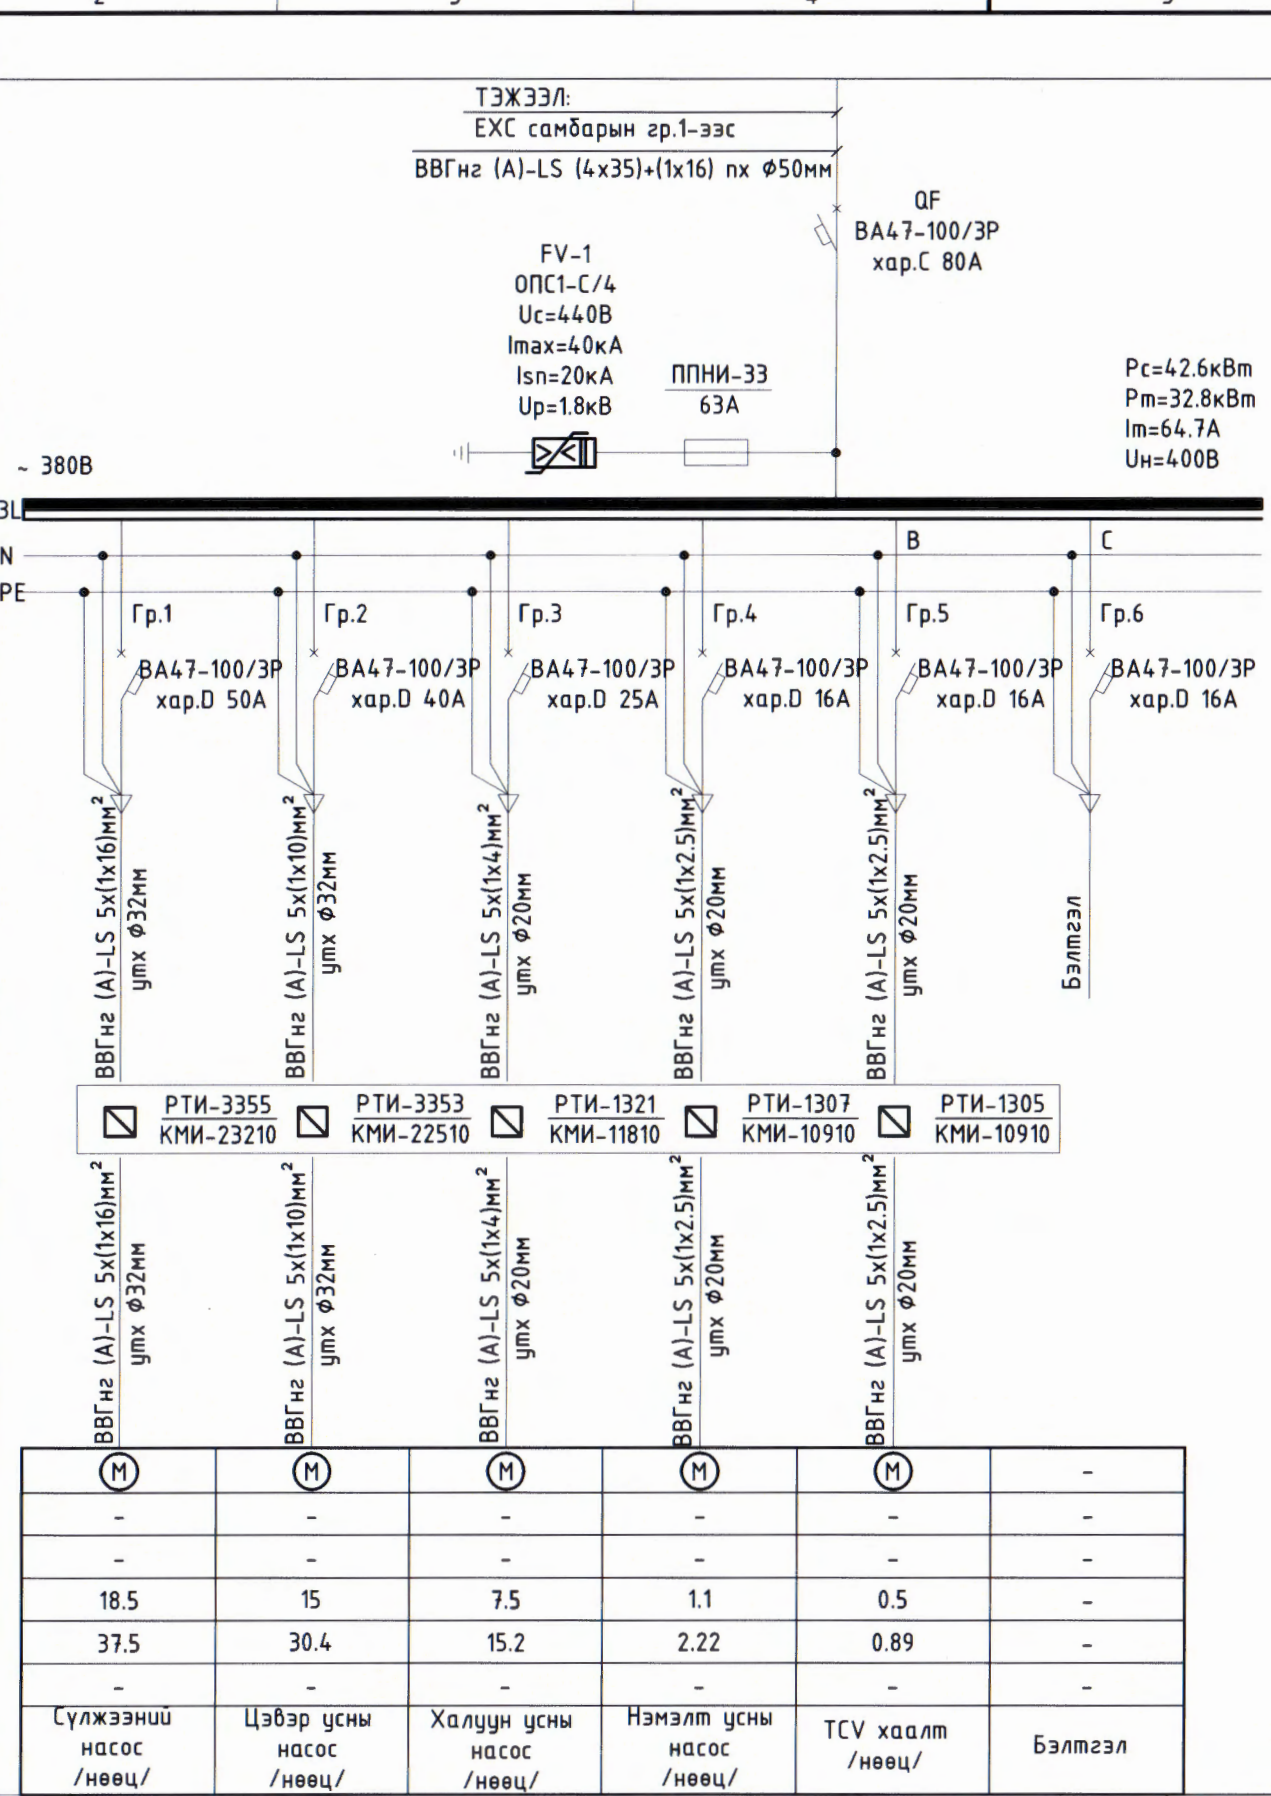 ТЭЖЭЭЛ:
ЕХС самбарын гр.1-ээс
ВВГнг (А)-LS (4х35)+(1х16) пх Ф50мм
QF
ВА47-100/3Р
хар.С 80А
FV-1
ОПС1-С/4
Uc=440В
Imax=40кА
Isn=20кА
Up=1.8кВ
ППНИ-33
63А
Рс=42.6кВт
Рт=32.8кВт
Iт=64.7А
Uн=400В
~ 380В
3L
N
PE
B
C
Гр.1
Гр.2
Гр.3
Гр.4
Гр.5
Гр.6
ВА47-100/3Р
хар.D 50А
ВА47-100/3Р
хар.D 40А
ВА47-100/3Р
хар.D 25А
ВА47-100/3Р
хар.D 16А
ВА47-100/3Р
хар.D 16А
ВА47-100/3Р
хар.D 16А
ВВГнг (А)-LS 5х(1х16)мм²
утх Ф32мм
ВВГнг (А)-LS 5х(1х10)мм²
утх Ф32мм
ВВГнг (А)-LS 5х(1х4)мм²
утх Ф20мм
ВВГнг (А)-LS 5х(1х2.5)мм²
утх Ф20мм
ВВГнг (А)-LS 5х(1х2.5)мм²
утх Ф20мм
Бэлтгэл
РТИ-3355
КМИ-23210
РТИ-3353
КМИ-22510
РТИ-1321
КМИ-11810
РТИ-1307
КМИ-10910
РТИ-1305
КМИ-10910
ВВГнг (А)-LS 5х(1х16)мм²
утх Ф32мм
ВВГнг (А)-LS 5х(1х10)мм²
утх Ф32мм
ВВГнг (А)-LS 5х(1х4)мм²
утх Ф20мм
ВВГнг (А)-LS 5х(1х2.5)мм²
утх Ф20мм
ВВГнг (А)-LS 5х(1х2.5)мм²
утх Ф20мм
М М М М М -
- - - - - -
- - - - - -
18.5 15 7.5 1.1 0.5 -
37.5 30.4 15.2 2.22 0.89 -
- - - - - -
Сүлжээний
насос
/нөөц/
Цэвэр усны
насос
/нөөц/
Халуун усны
насос
/нөөц/
Нэмэлт усны
насос
/нөөц/
TCV хаалт
/нөөц/
Бэлтгэл